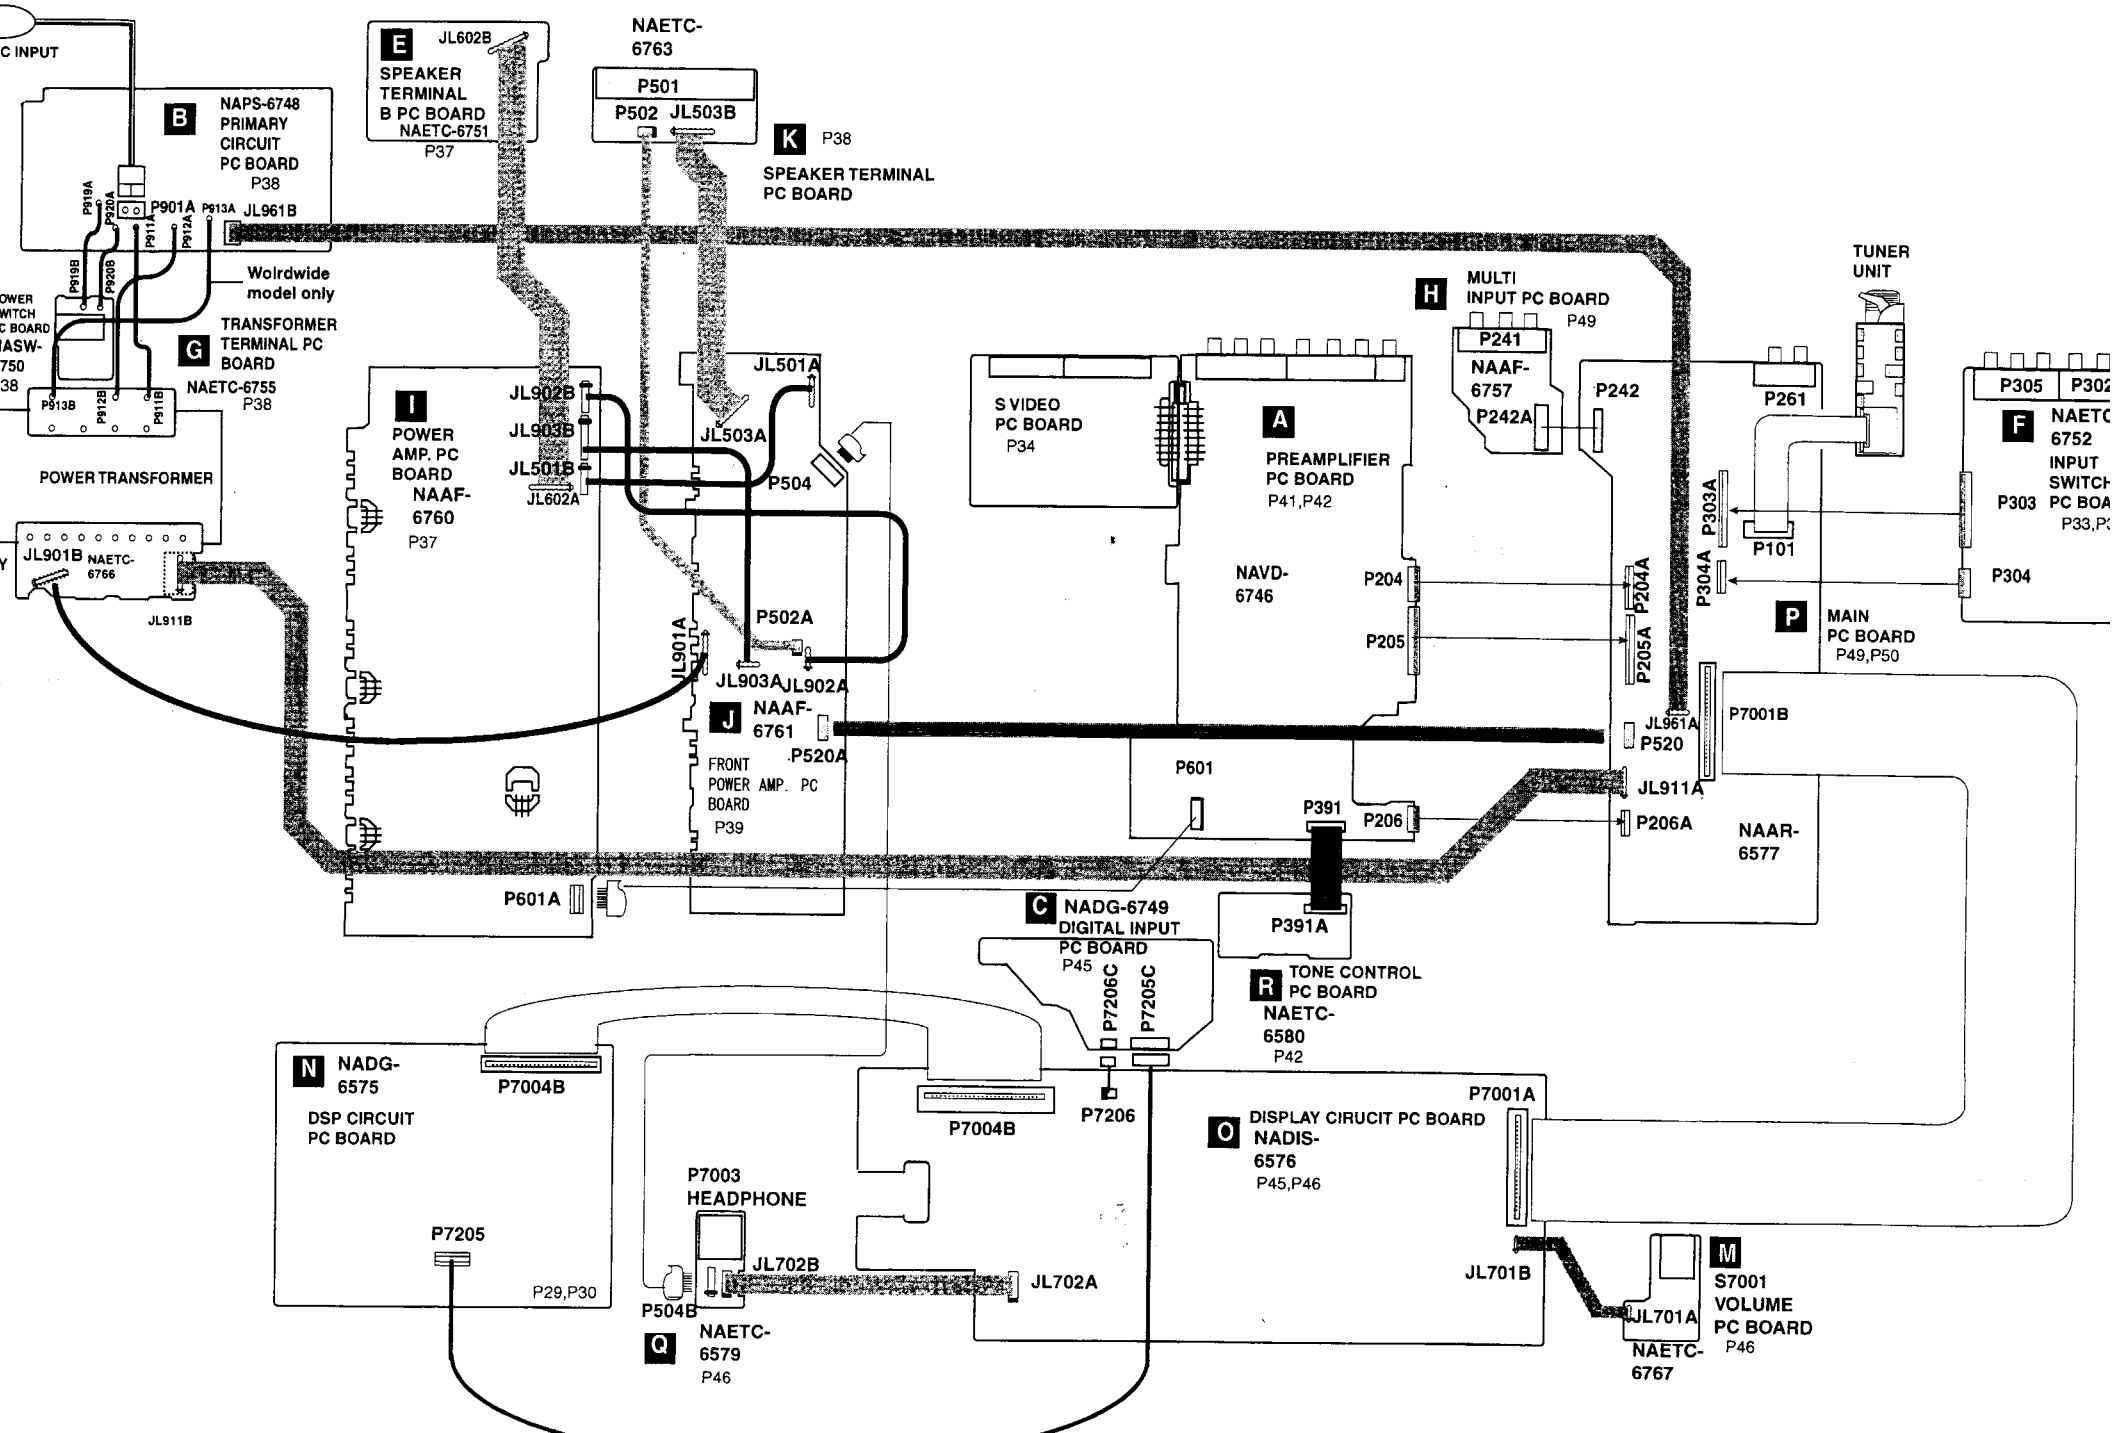 C INPUT
B
NAPS-6748
PRIMARY
CIRCUIT
PC BOARD
P38
P919A
P920A
P901A
P911A
P912A
P913A
JL961B
P919B
P920B
Wolrdwide
model only
OWER
WITCH
C BOARD
IASW-
750
38
G
TRANSFORMER
TERMINAL PC
BOARD
NAETC-6755
P38
P913B
P912B
P911B
POWER TRANSFORMER
Y
JL901B
NAETC-
6766
JL911B
E
JL602B
SPEAKER
TERMINAL
B PC BOARD
NAETC-6751
P37
NAETC-
6763
P501
P502 JL503B
K
P38
SPEAKER TERMINAL
PC BOARD
I
POWER
AMP. PC
BOARD
NAAF-
6760
P37
JL902B
JL903B
JL501B
JL602A
P601A
JL501A
JL503A
P504
P502A
JL901A
JL903A
JL902A
J
NAAF-
6761
P520A
FRONT
POWER AMP. PC
BOARD
P39
S VIDEO
PC BOARD
P34
A
PREAMPLIFIER
PC BOARD
P41,P42
NAVD-
6746
P204
P205
P601
P391
P206
H
MULTI
INPUT PC BOARD
P49
P241
NAAF-
6757
P242A
P242
P261
TUNER
UNIT
P303A
P101
P304A
P204A
P205A
P
MAIN
PC BOARD
P49,P50
JL961A
P520
P7001B
JL911A
P206A
NAAR-
6577
P305
P302
F
NAETC
6752
INPUT
SWITCH
PC BOA
P33,P3
P303
P304
C
NADG-6749
DIGITAL INPUT
PC BOARD
P45
P7206C
P7205C
P391A
R
TONE CONTROL
PC BOARD
NAETC-
6580
P42
N
NADG-
6575
P7004B
DSP CIRCUIT
PC BOARD
P7205
P29,P30
P7004B
P7206
O
DISPLAY CIRUCIT PC BOARD
NADIS-
6576
P45,P46
P7001A
P7003
HEADPHONE
JL702B
JL702A
P504B
Q
NAETC-
6579
P46
JL701B
M
S7001
VOLUME
PC BOARD
P46
JL701A
NAETC-
6767